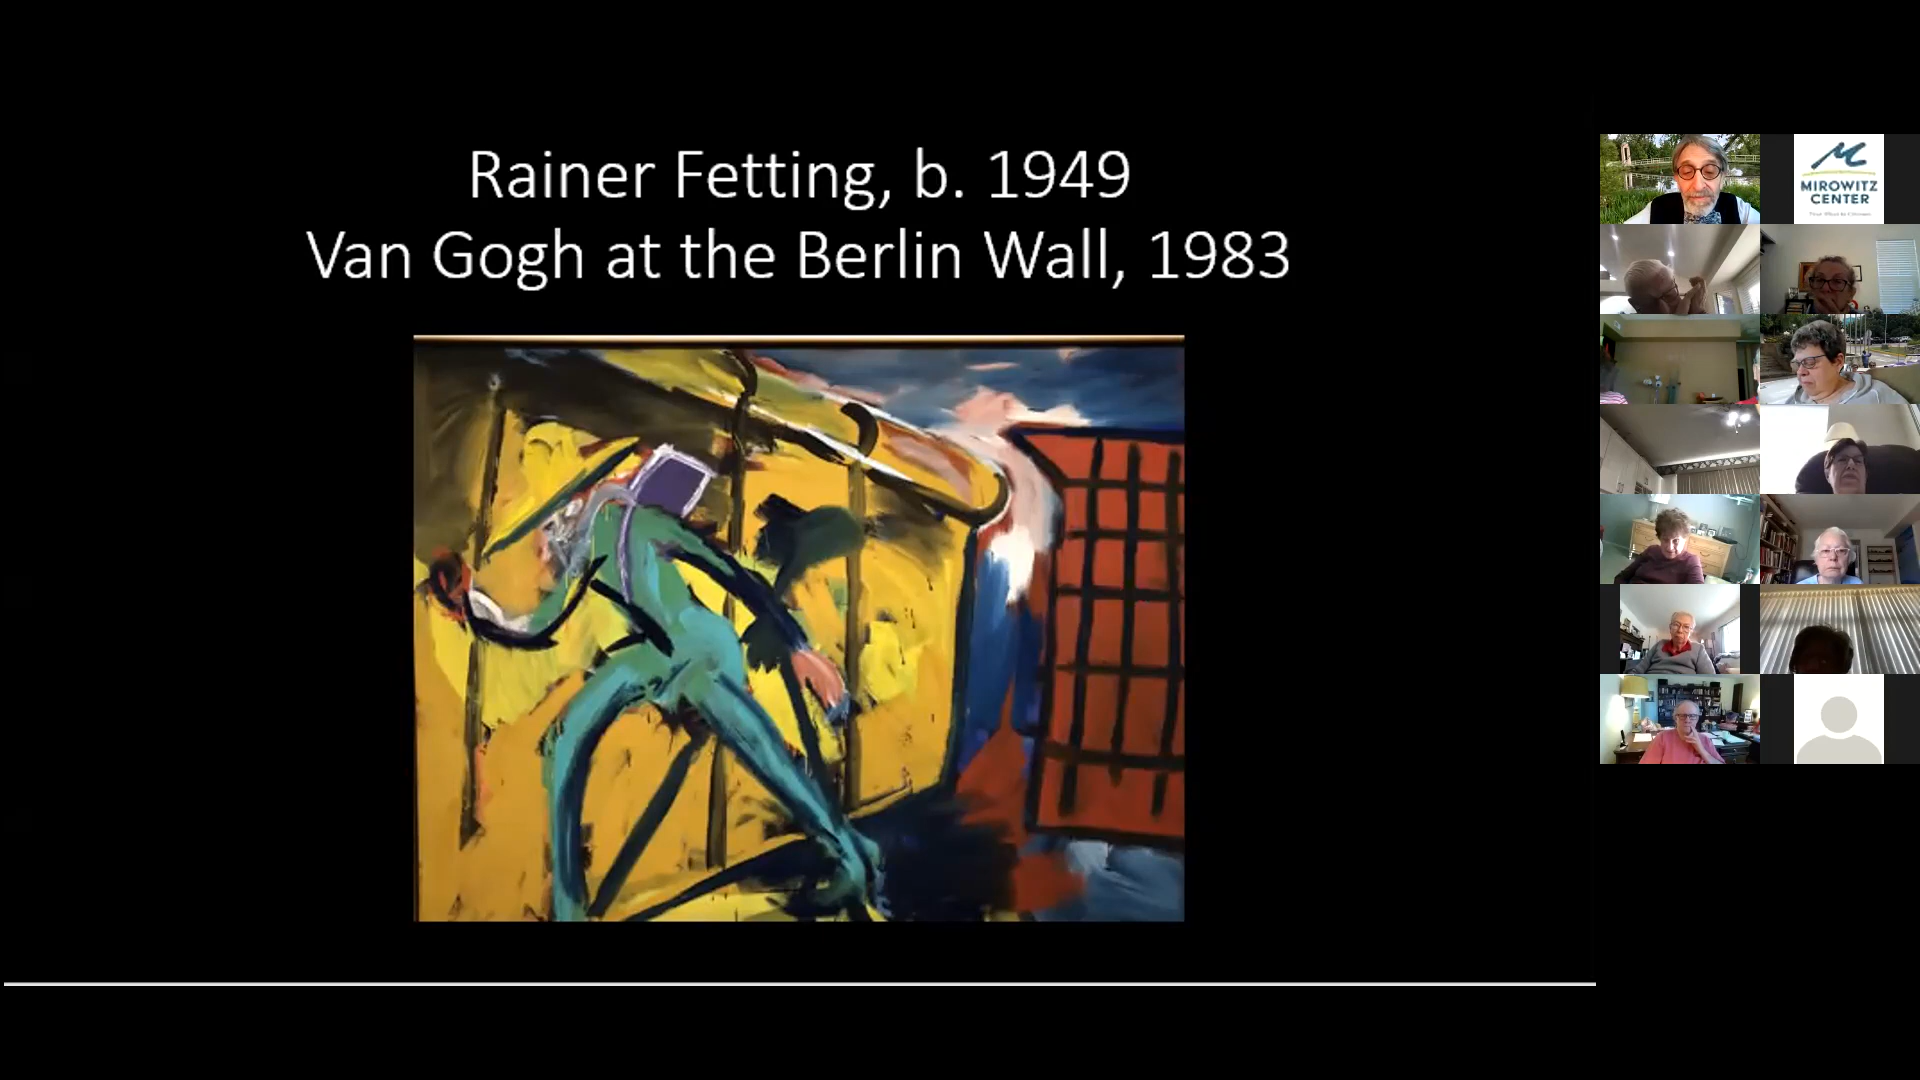 Rainer Fetting, b. 1949
Van Gogh at the Berlin Wall, 1983
MIROWITZ
CENTER